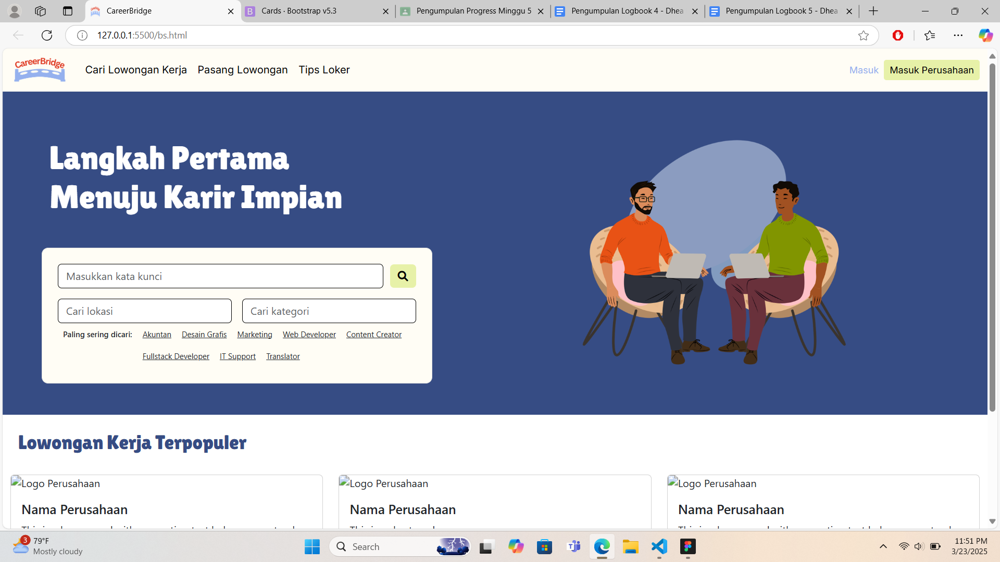 CareerBridge
Cards · Bootstrap v5.3
Pengumpulan Progress Minggu 5
Pengumpulan Logbook 4 - Dhea
Pengumpulan Logbook 5 - Dhea
127.0.0.1:5500/bs.html
CareerBridge
Cari Lowongan Kerja
Pasang Lowongan
Tips Loker
Masuk
Masuk Perusahaan
Langkah Pertama
Menuju Karir Impian
Masukkan kata kunci
Cari lokasi
Cari kategori
Paling sering dicari:
Akuntan
Desain Grafis
Marketing
Web Developer
Content Creator
Fullstack Developer
IT Support
Translator
Lowongan Kerja Terpopuler
Logo Perusahaan
Nama Perusahaan
Logo Perusahaan
Nama Perusahaan
Logo Perusahaan
Nama Perusahaan
3
79°F
Mostly cloudy
Search
11:51 PM
3/23/2025